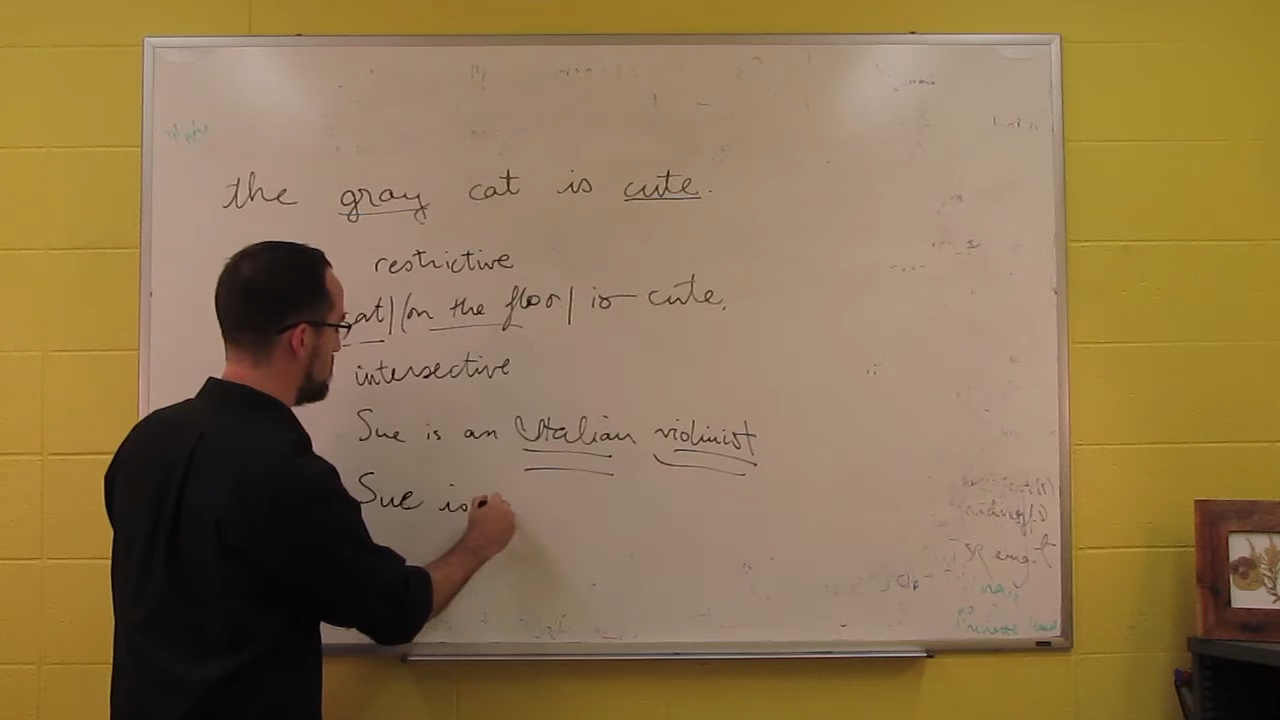 the gray cat is cute.
restrictive
cat) (on the floor) is cute.
intersective
Sue is an Italian violinist
Sue is